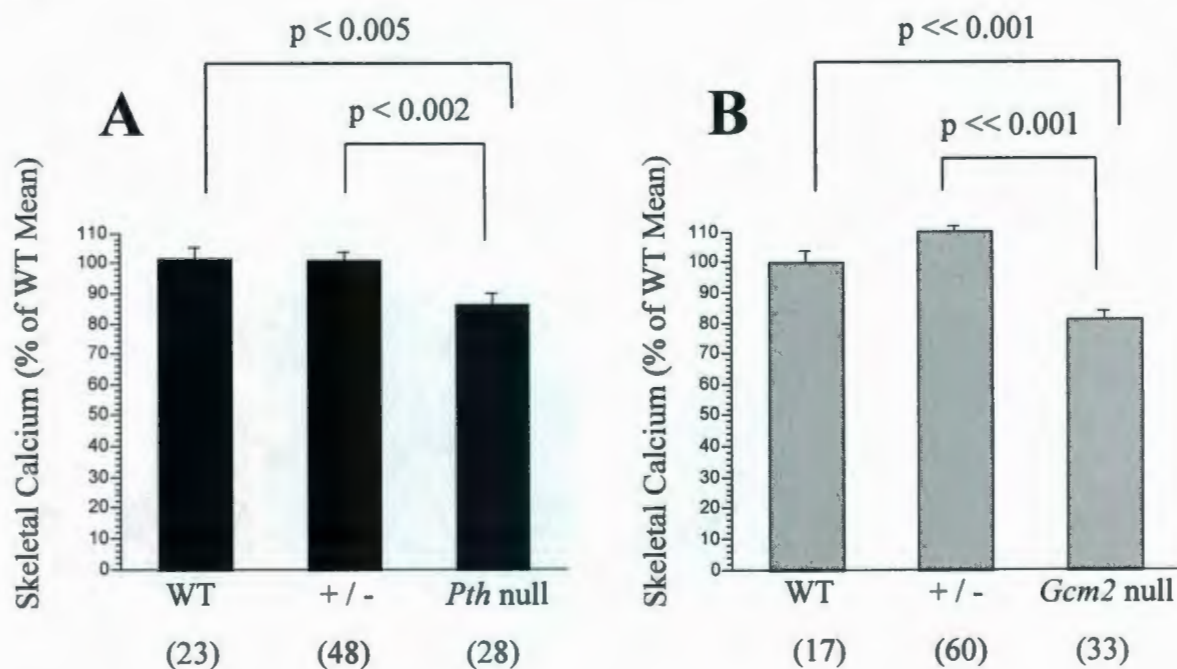 A
p < 0.005
p < 0.002
Skeletal Calcium (% of WT Mean)
110
100
90
80
70
60
50
40
30
20
10
0
WT
+ / -
Pth null
(23)
(48)
(28)
B
p << 0.001
p << 0.001
Skeletal Calcium (% of WT Mean)
110
100
90
80
70
60
50
40
30
20
10
0
WT
+ / -
Gcm2 null
(17)
(60)
(33)